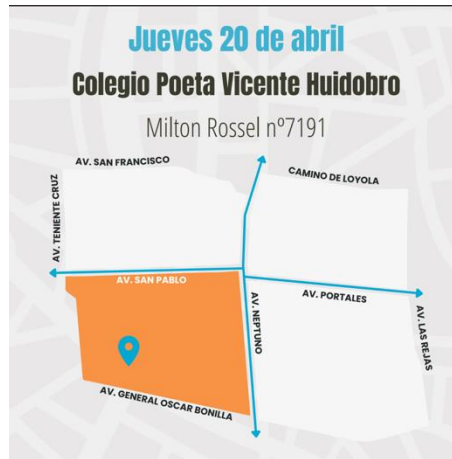 Jueves 20 de abril
Colegio Poeta Vicente Huidobro
Milton Rossel nº7191
AV. SAN FRANCISCO
CAMINO DE LOYOLA
AV. TENIENTE CRUZ
AV. SAN PABLO
AV. PORTALES
AV. NEPTUNO
AV. LAS REJAS
AV. GENERAL OSCAR BONILLA